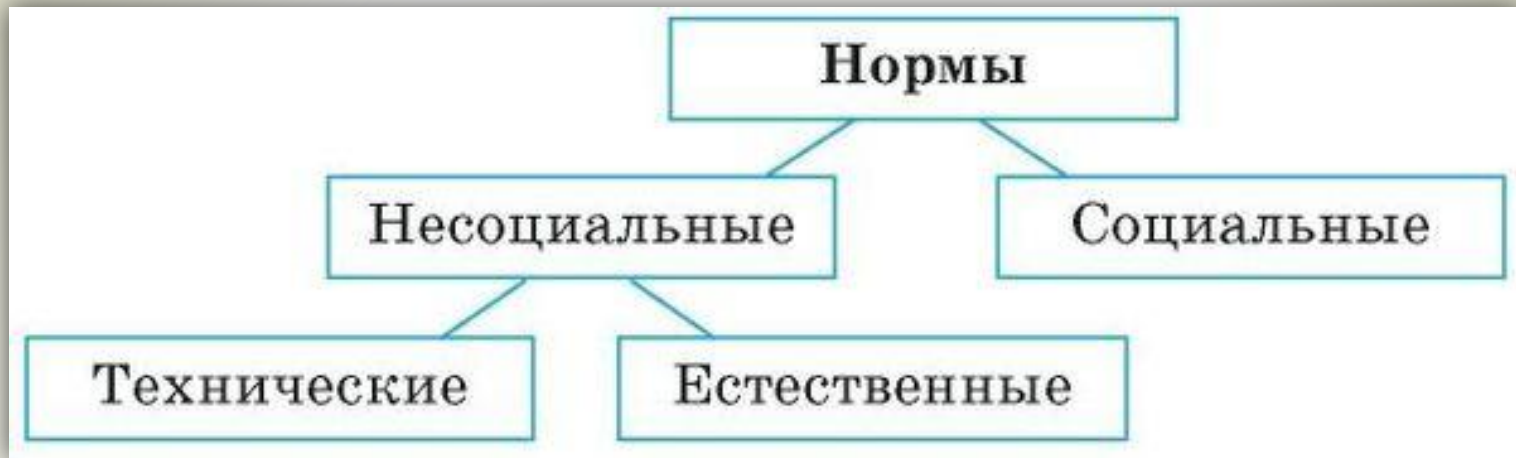 Нормы
Несоциальные
Социальные
Технические
Естественные